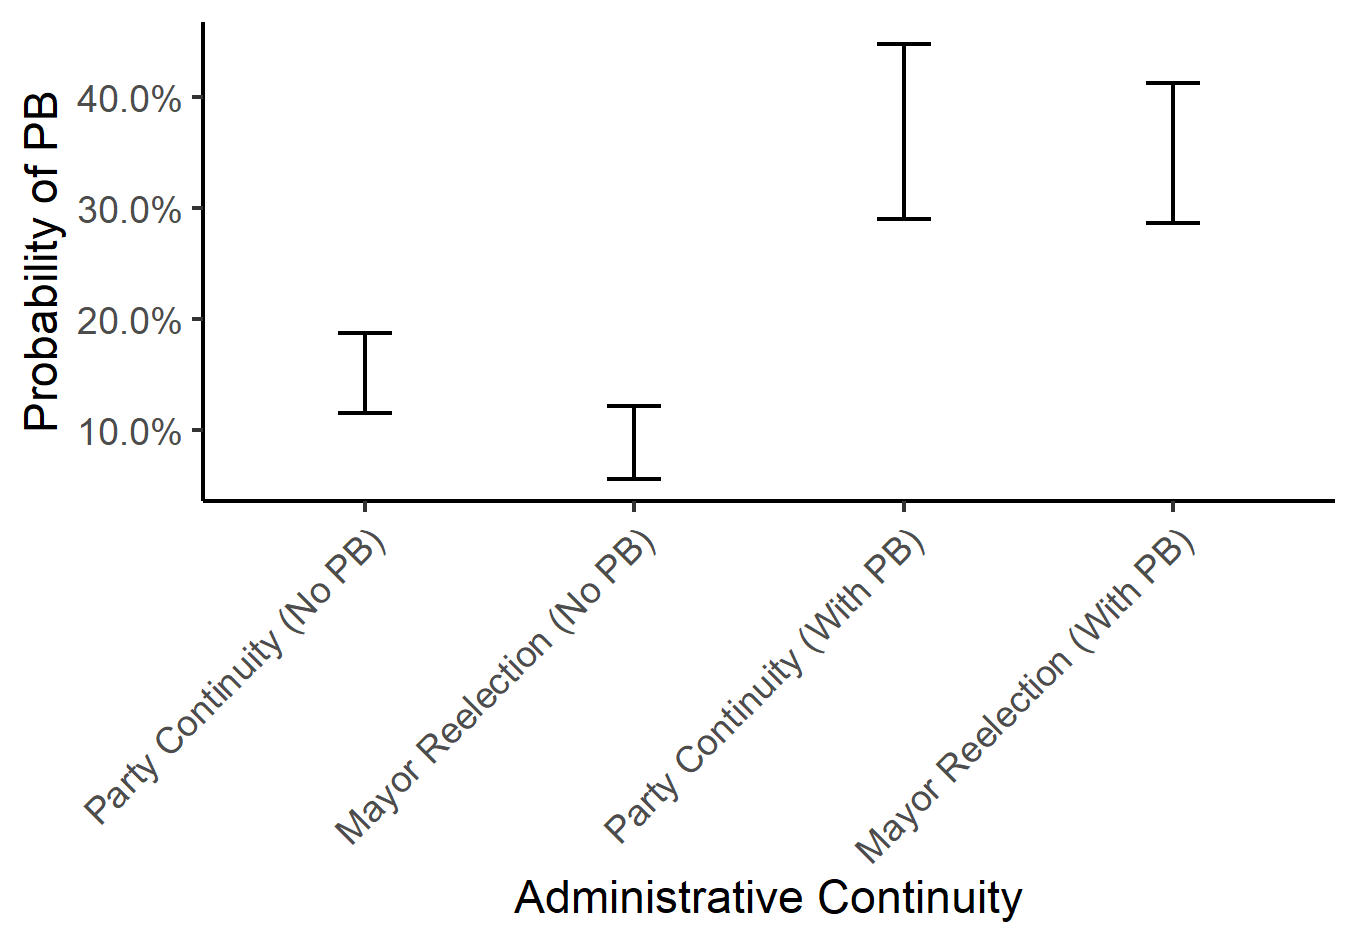 Probability of PB
40.0%
30.0%
20.0%
10.0%
Party Continuity (No PB)
Mayor Reelection (No PB)
Party Continuity (With PB)
Mayor Reelection (With PB)
Administrative Continuity